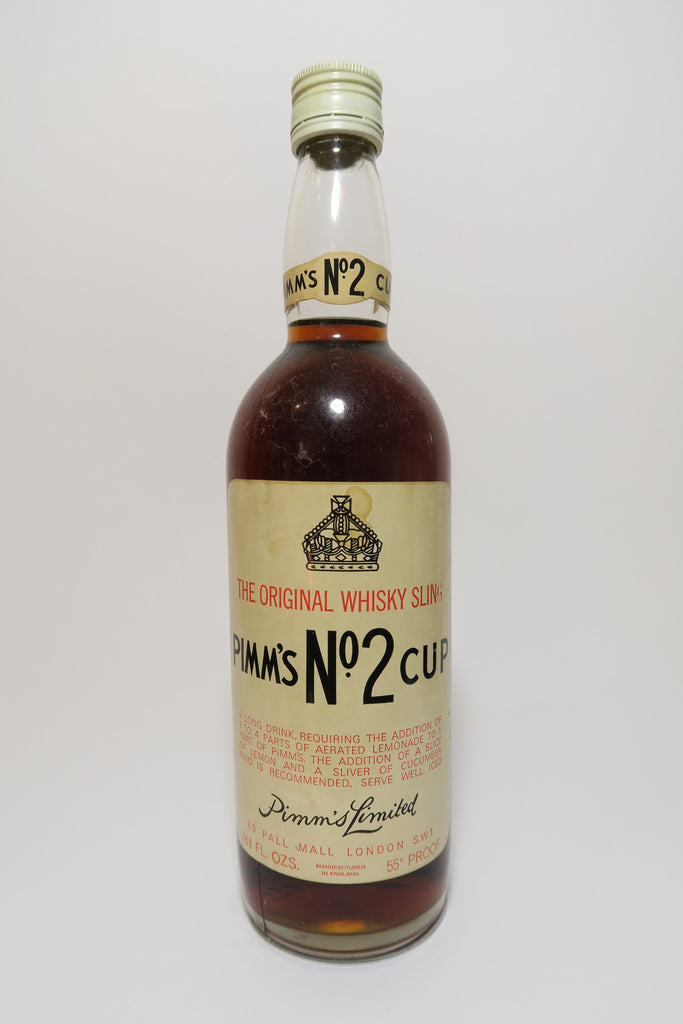 PIMM'S Nº2 CU
THE ORIGINAL WHISKY SLING
PIMM'S Nº2 CUP
A LONG DRINK, REQUIRING THE ADDITION OF
TO 4 PARTS OF AERATED LEMONADE TO 1
PART OF PIMM'S. THE ADDITION OF A SLICE
OF LEMON AND A SLIVER OF CUCUMBER
RIND IS RECOMMENDED. SERVE WELL ICED
Pimm's Limited
63 PALL MALL LONDON S.W.1
FL. OZS.
MANUFACTURED
IN ENGLAND
55° PROOF